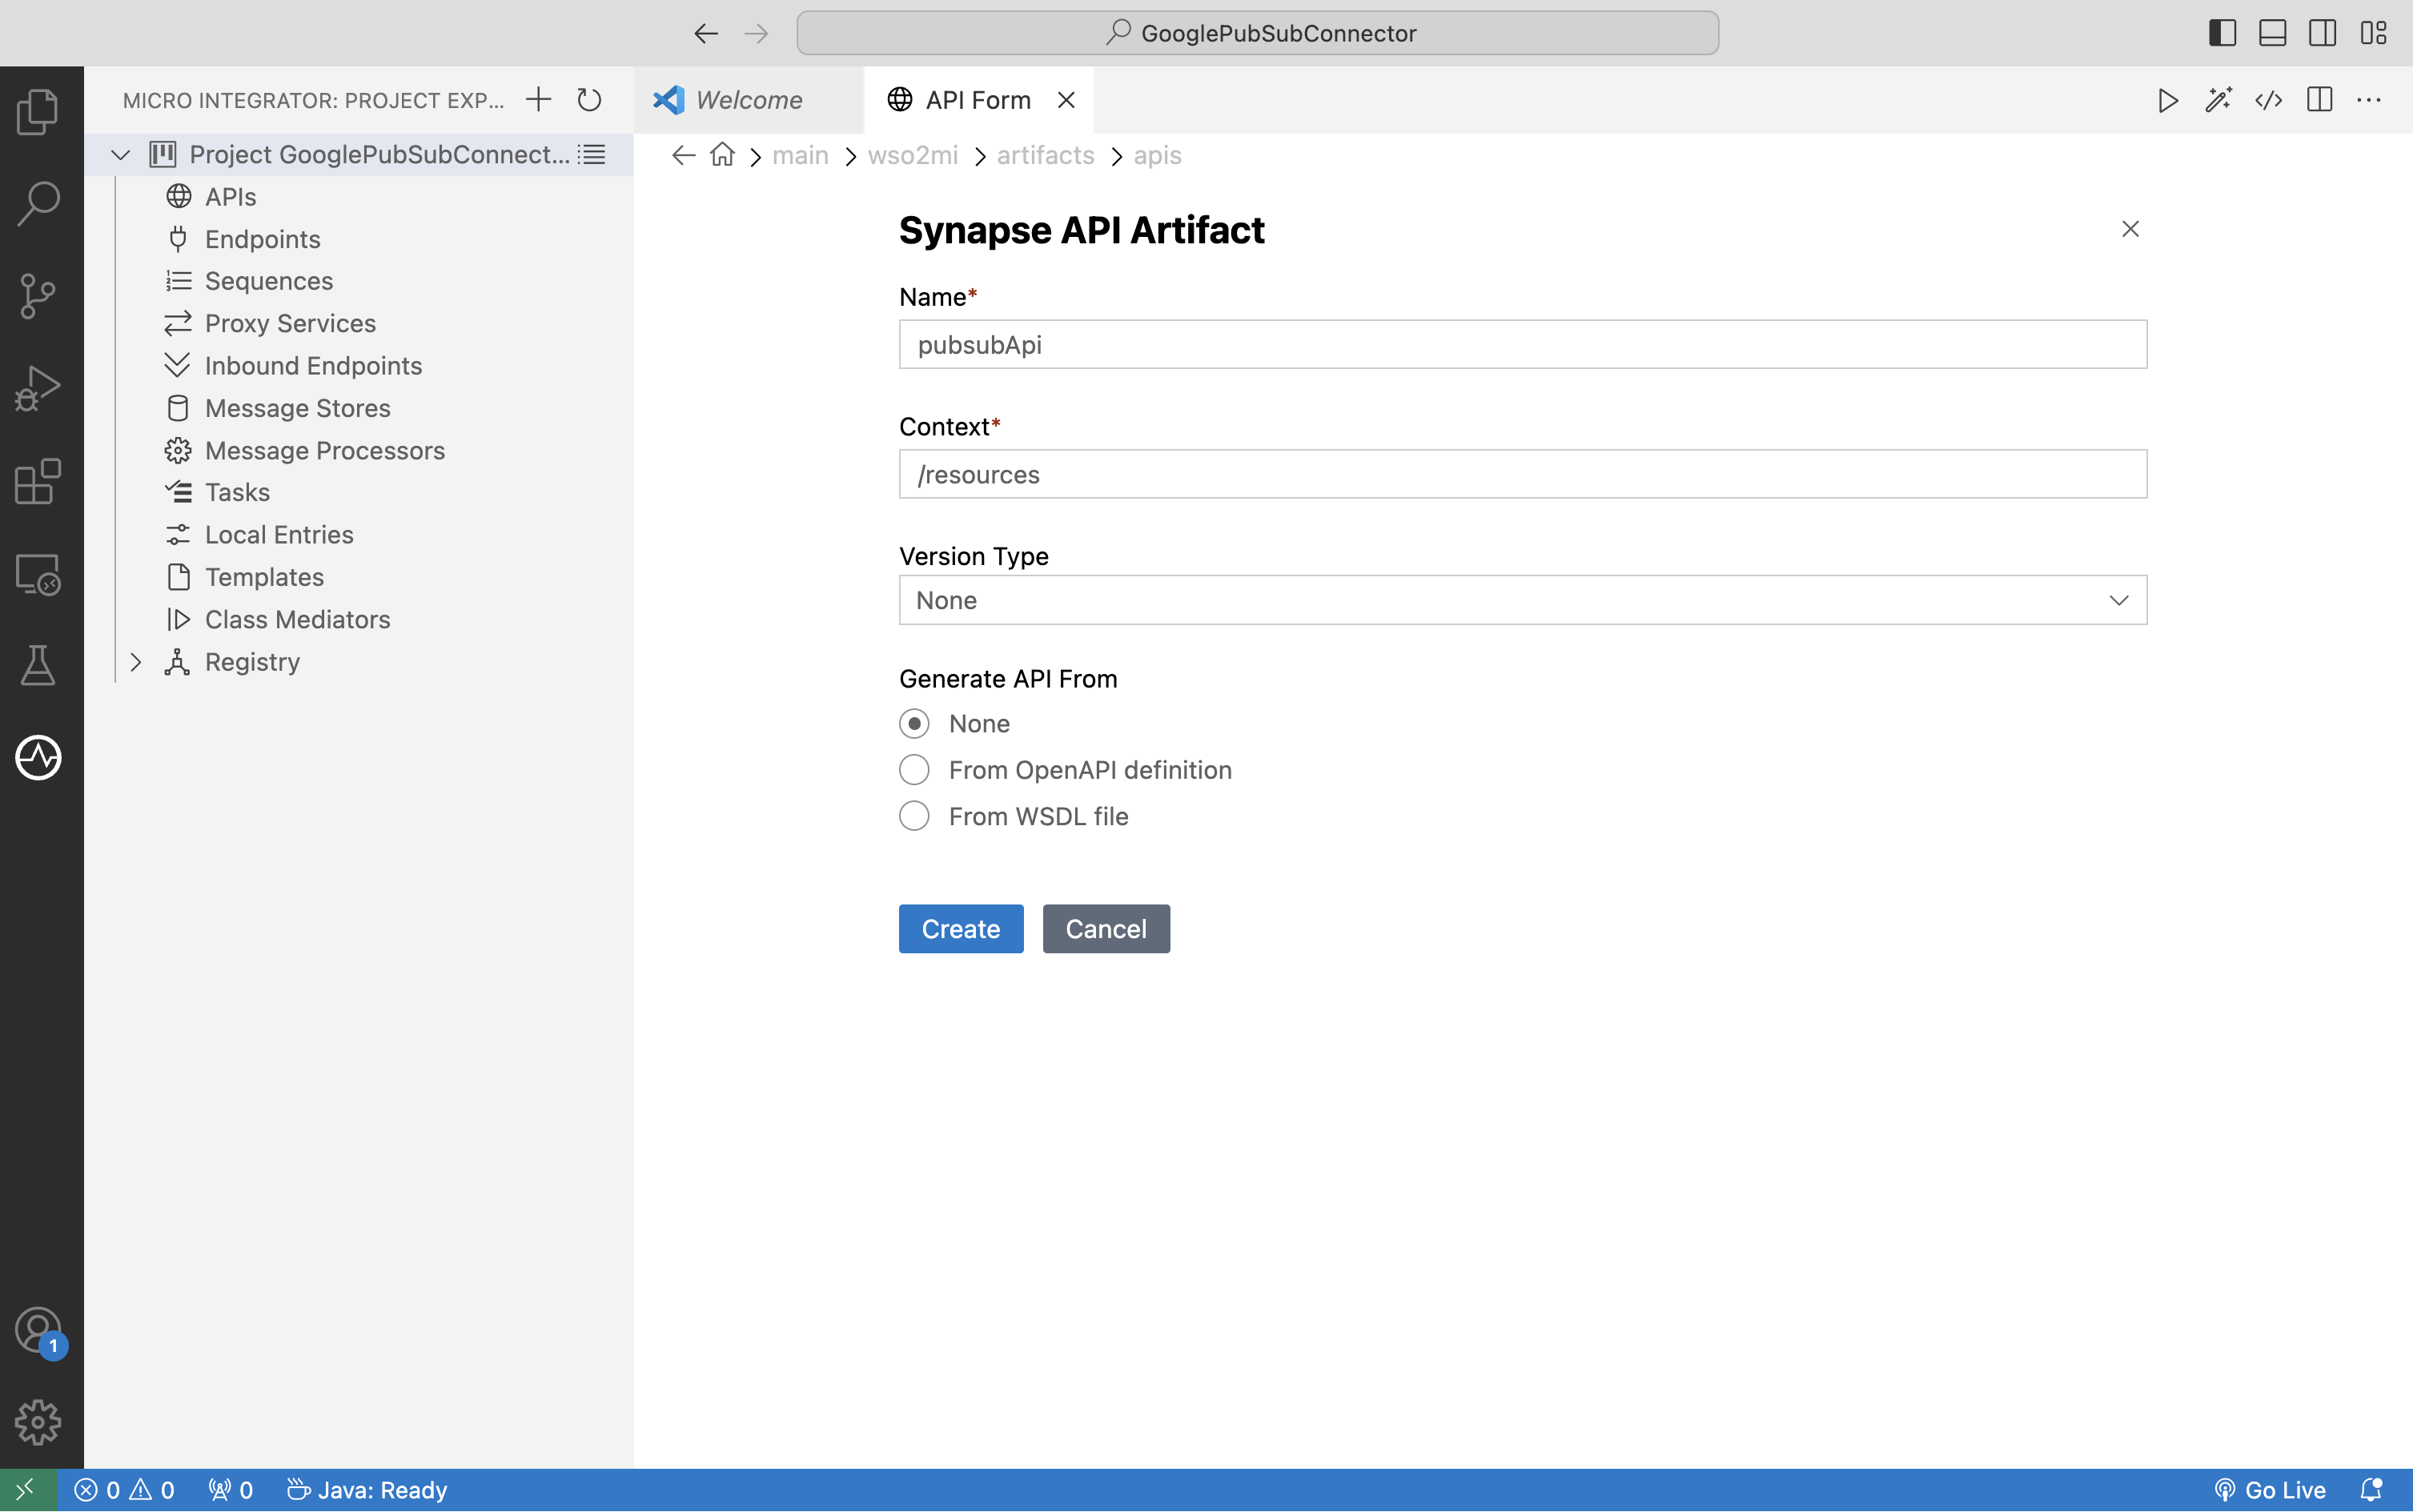 GooglePubSubConnector
MICRO INTEGRATOR: PROJECT EXP...
Welcome
API Form
Project GooglePubSubConnect...
main
wso2mi
artifacts
apis
APIs
Endpoints
Sequences
Proxy Services
Inbound Endpoints
Message Stores
Message Processors
Tasks
Local Entries
Templates
Class Mediators
Registry
Synapse API Artifact
Name*
pubsubApi
Context*
/resources
Version Type
None
Generate API From
None
From OpenAPI definition
From WSDL file
Create
Cancel
1
0
0
0
Java: Ready
Go Live